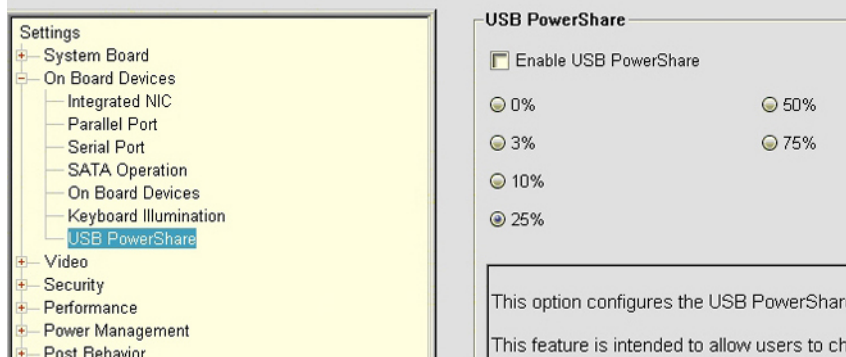 Settings
System Board
On Board Devices
Integrated NIC
Parallel Port
Serial Port
SATA Operation
On Board Devices
Keyboard Illumination
USB PowerShare
Video
Security
Performance
Power Management
Post Behavior
USB PowerShare
Enable USB PowerShare
0% 50%
3% 75%
10%
25%
This option configures the USB PowerShar
This feature is intended to allow users to ch